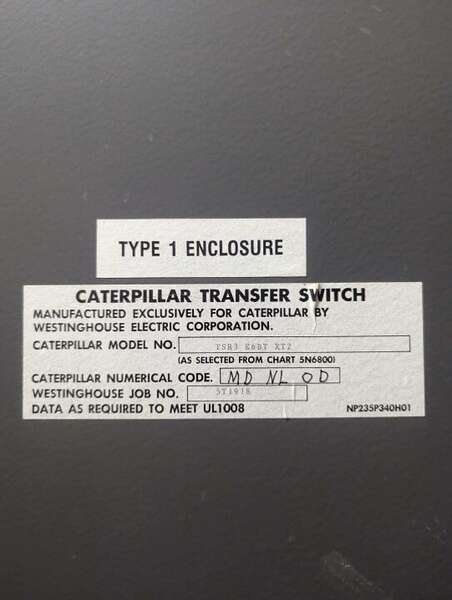 TYPE 1 ENCLOSURE
CATERPILLAR TRANSFER SWITCH
MANUFACTURED EXCLUSIVELY FOR CATERPILLAR BY
WESTINGHOUSE ELECTRIC CORPORATION.
CATERPILLAR MODEL NO.
(AS SELECTED FROM CHART 5N6800)
CATERPILLAR NUMERICAL CODE. MD NL OD
WESTINGHOUSE JOB NO.
DATA AS REQUIRED TO MEET UL1008 NP235P340H01